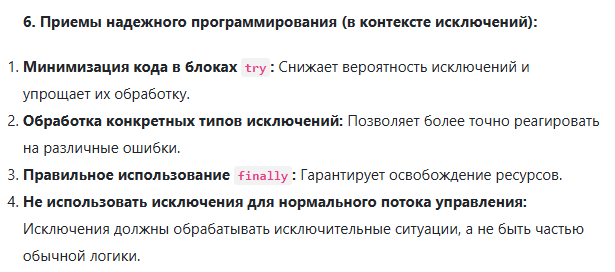 6. Приемы надежного программирования (в контексте исключений):
1. Минимизация кода в блоках try : Снижает вероятность исключений и
упрощает их обработку.
2. Обработка конкретных типов исключений: Позволяет более точно реагировать
на различные ошибки.
3. Правильное использование finally : Гарантирует освобождение ресурсов.
4. Не использовать исключения для нормального потока управления:
Исключения должны обрабатывать исключительные ситуации, а не быть частью
обычной логики.